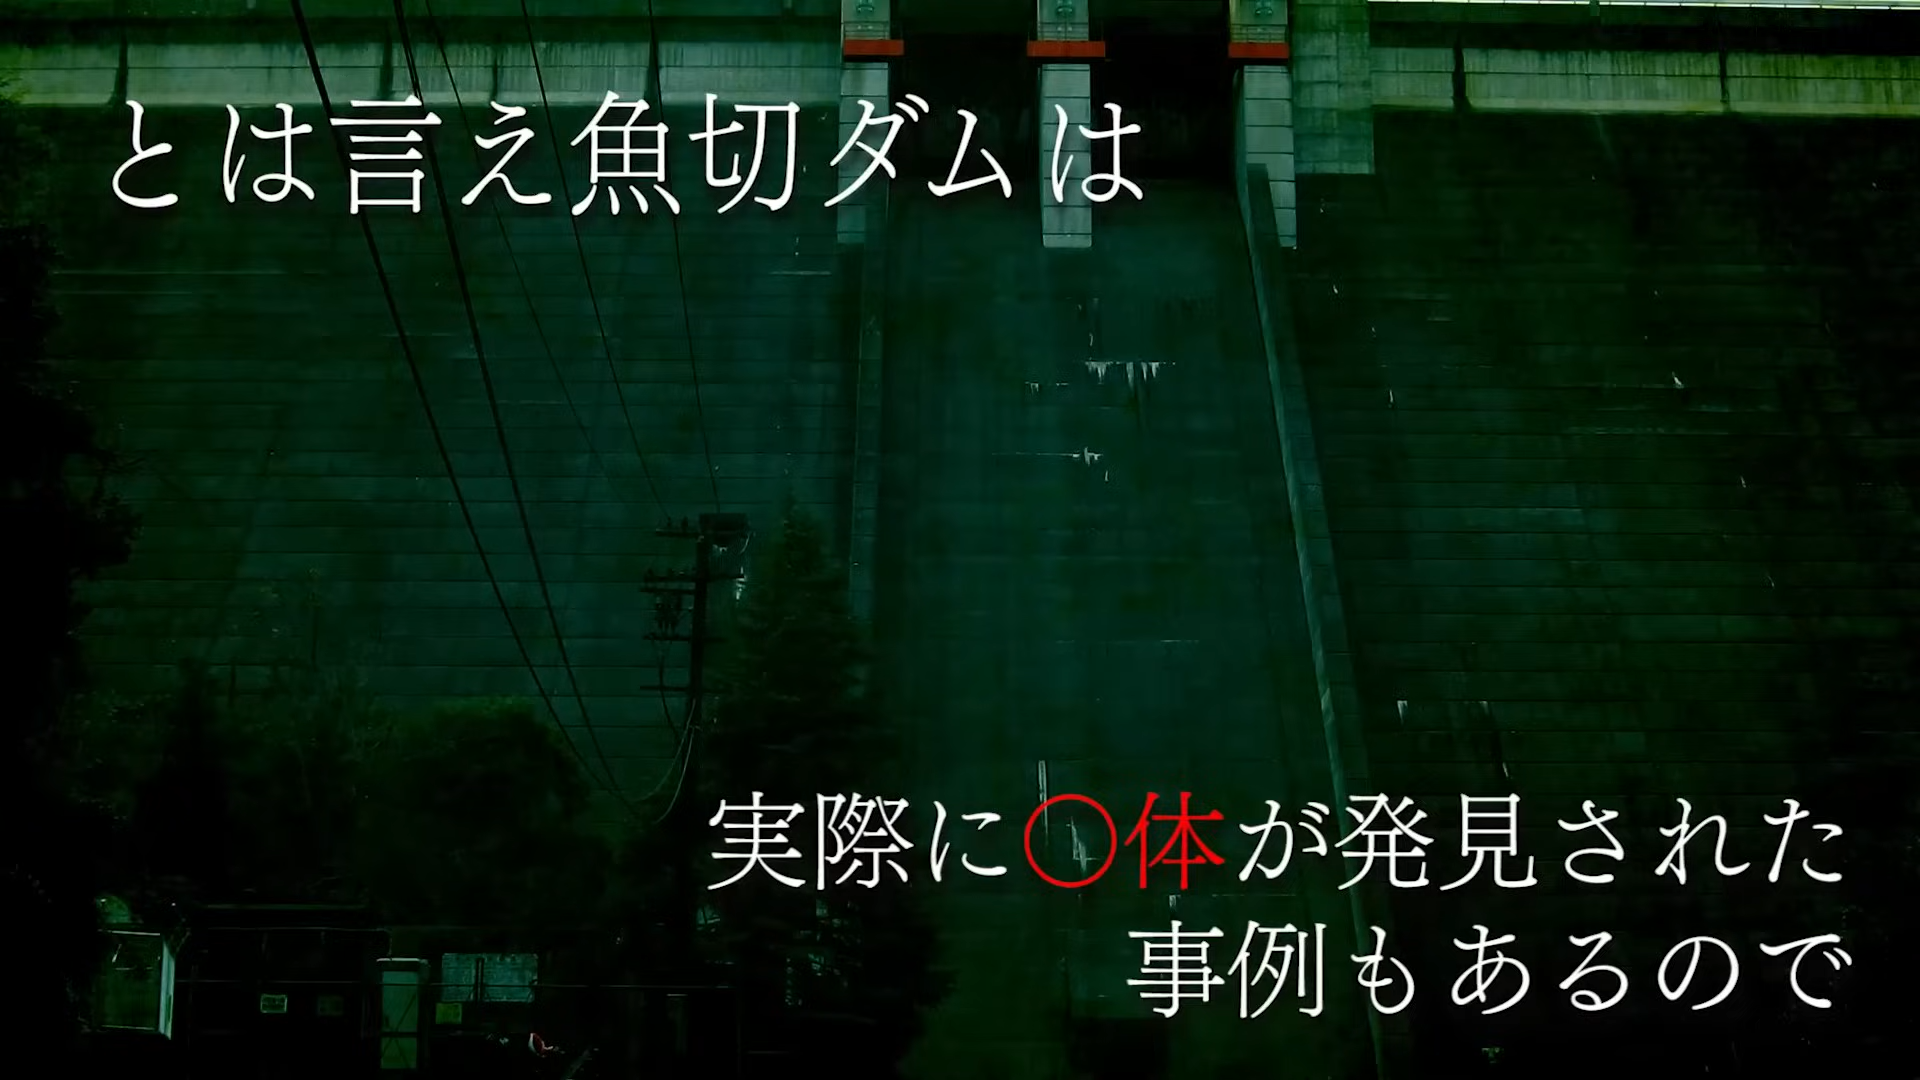 とは言え魚切ダムは
実際に〇体が発見された
事例もあるので